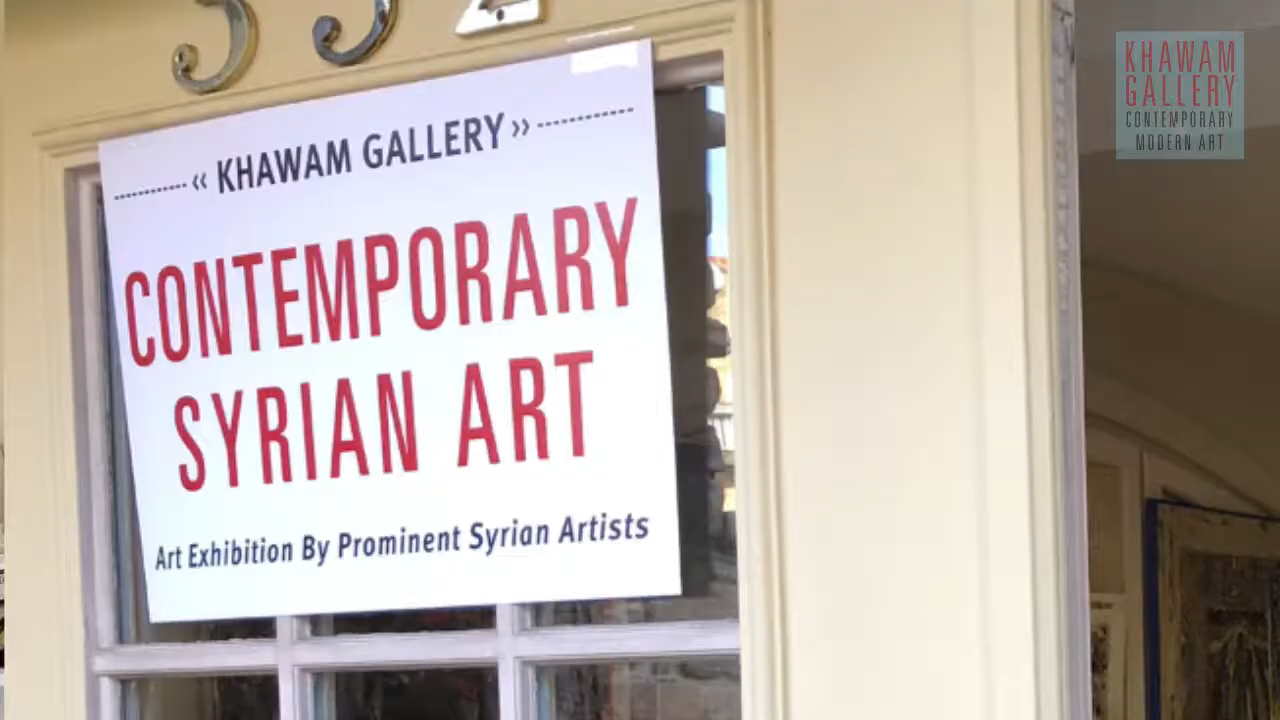 « KHAWAM GALLERY »
CONTEMPORARY
SYRIAN ART
Art Exhibition By Prominent Syrian Artists
KHAWAM
GALLERY
CONTEMPORARY
MODERN ART